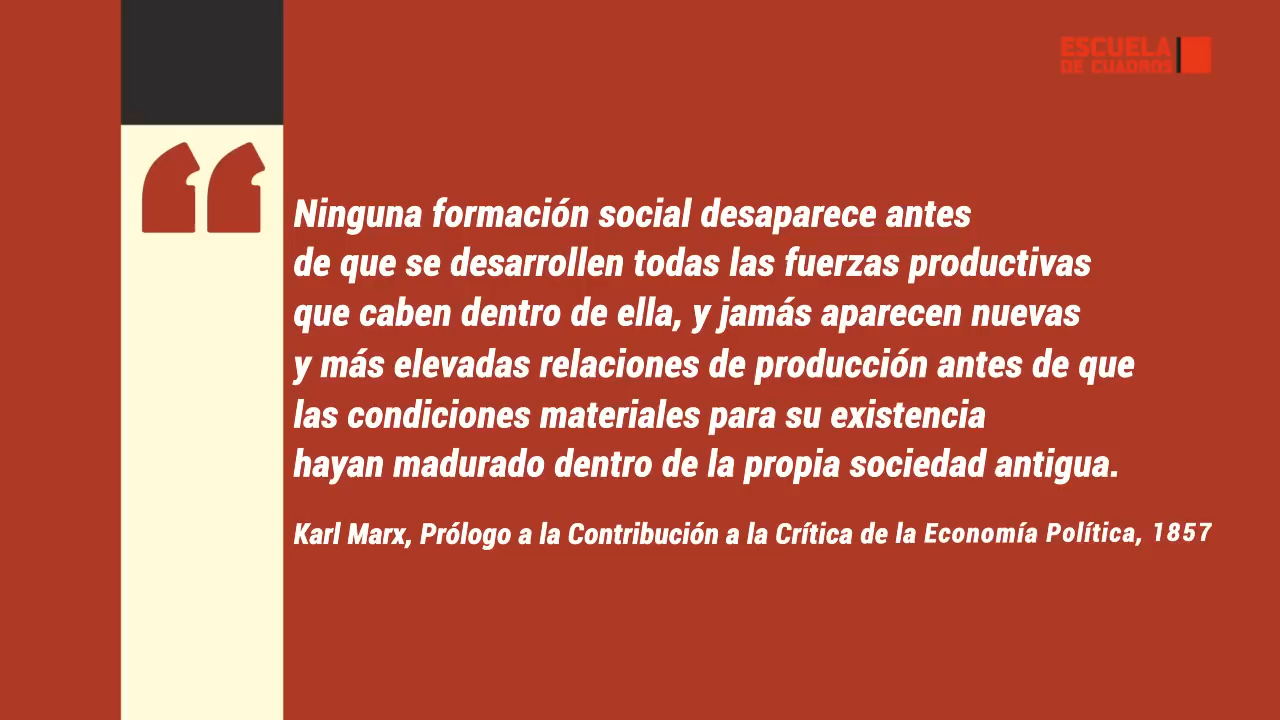 ESCUELA
DE CUADROS
Ninguna formación social desaparece antes
de que se desarrollen todas las fuerzas productivas
que caben dentro de ella, y jamás aparecen nuevas
y más elevadas relaciones de producción antes de que
las condiciones materiales para su existencia
hayan madurado dentro de la propia sociedad antigua.
Karl Marx, Prólogo a la Contribución a la Crítica de la Economía Política, 1857